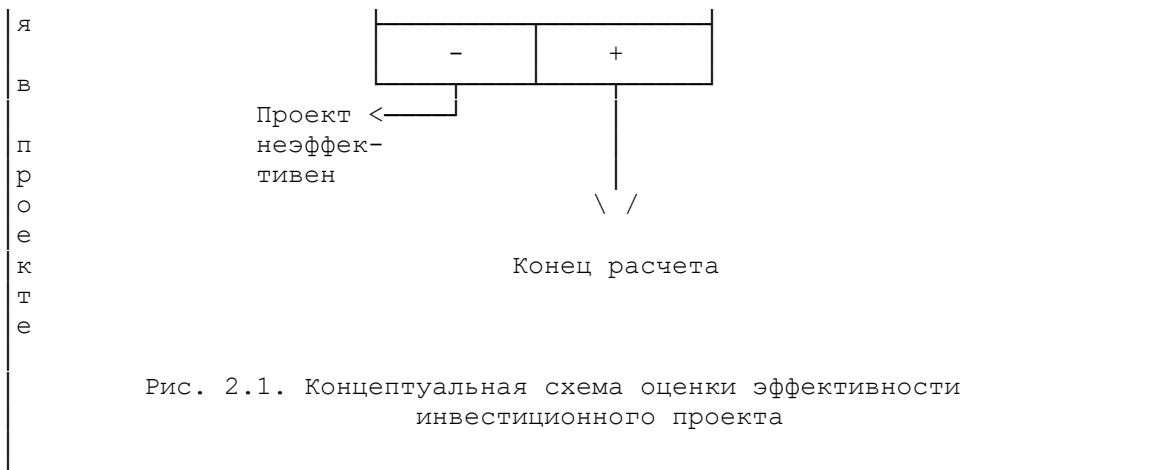 я
- +
в
Проект <
п неэффек-
р тивен
о \ /
е
к Конец расчета
т
е
Рис. 2.1. Концептуальная схема оценки эффективности
инвестиционного проекта